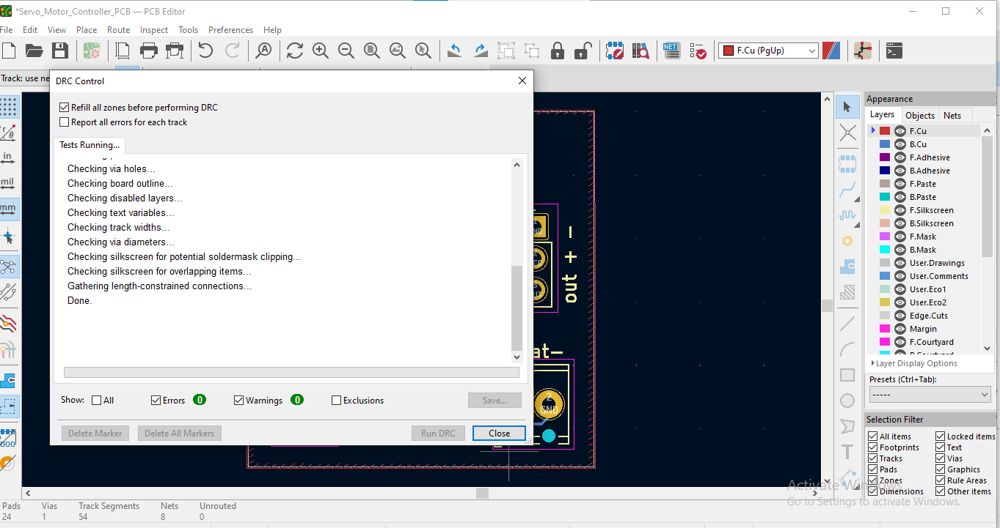 *Servo_Motor_Controller_PCB — PCB Editor
File Edit View Place Route Inspect Tools Preferences Help
NET
F.Cu (PgUp)
Track: use ne
DRC Control
Refill all zones before performing DRC
Report all errors for each track
Tests Running...
Checking via holes...
Checking board outline...
Checking disabled layers...
Checking text variables...
Checking track widths...
Checking via diameters...
Checking silkscreen for potential soldermask clipping...
Checking silkscreen for overlapping items...
Gathering length-constrained connections...
Done.
Show: All Errors 0 Warnings 0 Exclusions Save...
Delete Marker Delete All Markers Run DRC Close
in
mil
mm
out + −
at−
2
GND
Appearance
Layers Objects Nets
F.Cu
B.Cu
F.Adhesive
B.Adhesive
F.Paste
B.Paste
F.Silkscreen
B.Silkscreen
F.Mask
B.Mask
User.Drawings
User.Comments
User.Eco1
User.Eco2
Edge.Cuts
Margin
F.Courtyard
B.Courtyard
Layer Display Options
Presets (Ctrl+Tab):
-----
Selection Filter
All items Locked items
Footprints Text
Tracks Vias
Pads Graphics
Zones Rule Areas
Dimensions Other items
Activate Windows
Go to Settings to activate Windows.
Pads Vias Track Segments Nets Unrouted
24 1 54 8 0